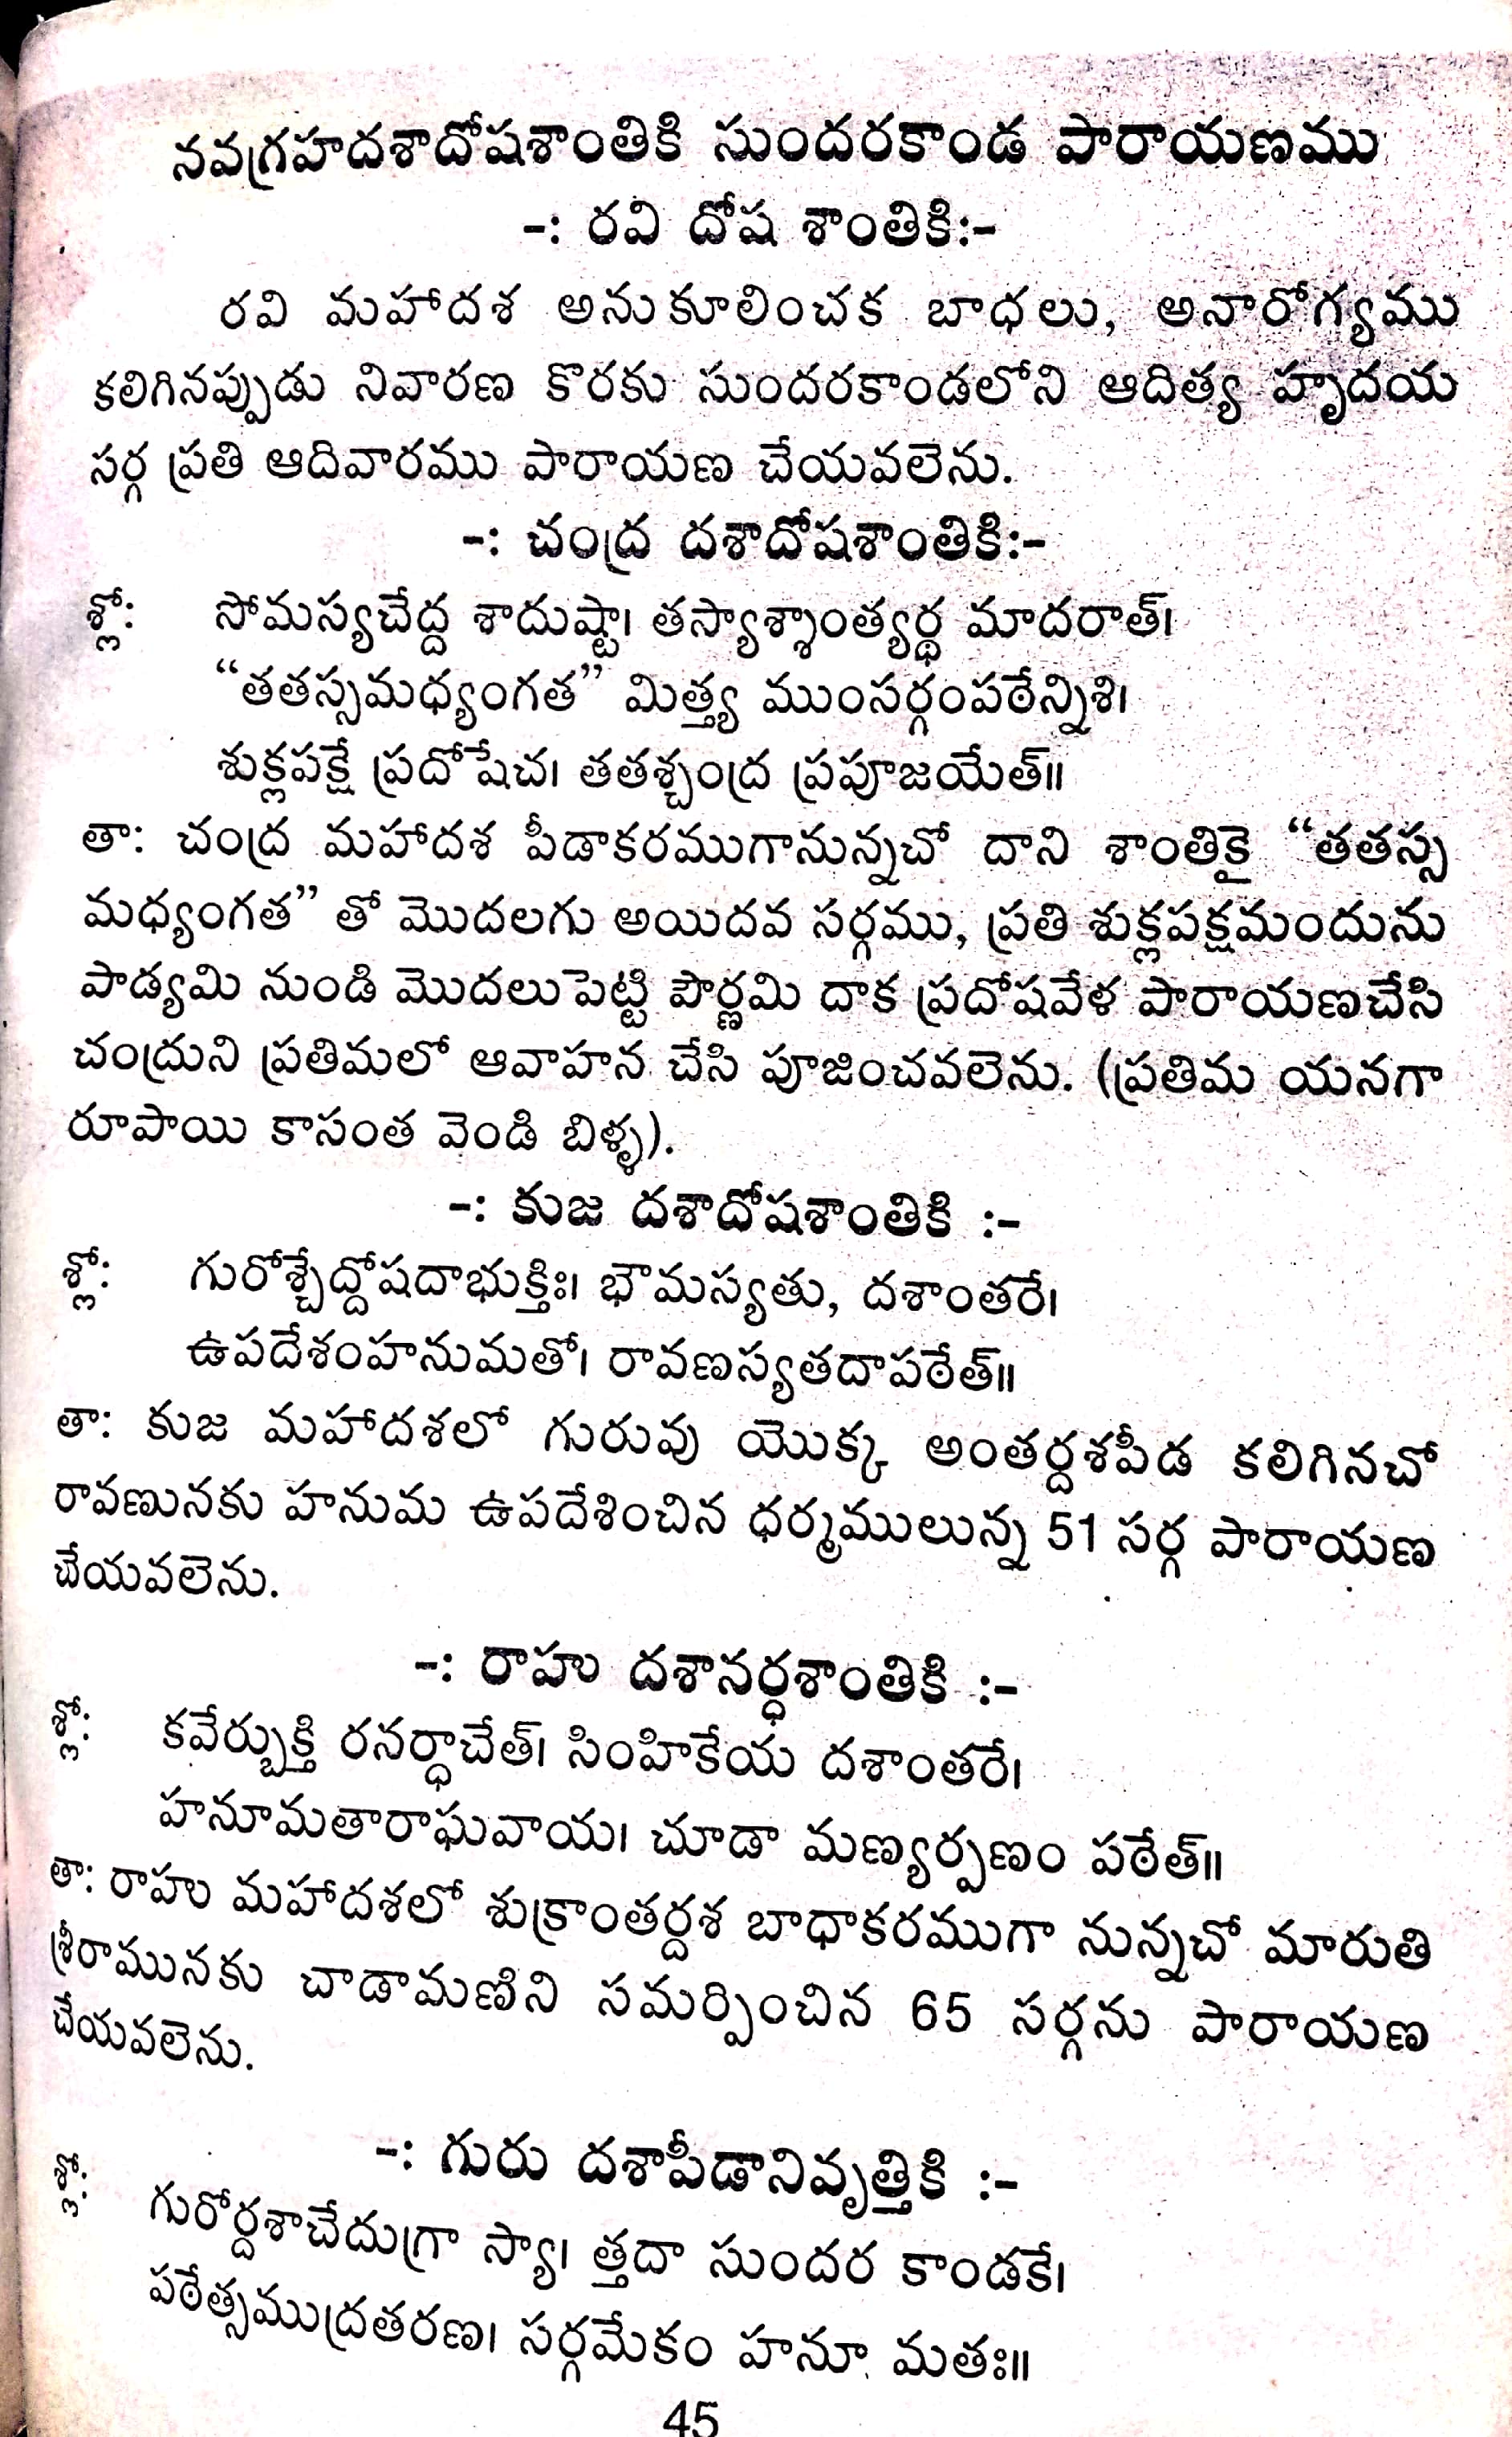 నవగ్రహదశాదోషశాంతికి సుందరకాండ పారాయణము
-: రవి దోష శాంతికి:-
రవి మహాదశ అనుకూలించక బాధలు, అనారోగ్యము
కలిగినప్పుడు నివారణ కొరకు సుందరకాండలోని ఆదిత్య హృదయ
సర్గ ప్రతి ఆదివారము పారాయణ చేయవలెను.
-: చంద్ర దశాదోషశాంతికి:-
శ్లో: సోమస్యచేద్ద శాదుష్టా। తస్యాశ్శాంత్యర్థ మాదరాత్।
“తతస్సమధ్యంగత” మిత్త్య ముంసర్గంపఠేన్నిశి।
శుక్లపక్షే ప్రదోషేచ। తతశ్చంద్ర ప్రపూజయేత్॥
తా: చంద్ర మహాదశ పీడాకరముగానున్నచో దాని శాంతికై “తతస్స
మధ్యంగత” తో మొదలగు అయిదవ సర్గము, ప్రతి శుక్లపక్షమందును
పాడ్యమి నుండి మొదలుపెట్టి పౌర్ణమి దాక ప్రదోషవేళ పారాయణచేసి
చంద్రుని ప్రతిమలో ఆవాహన చేసి పూజించవలెను. (ప్రతిమ యనగా
రూపాయి కాసంత వెండి బిళ్ళ).
-: కుజ దశాదోషశాంతికి :-
శ్లో: గురోశ్చేద్దోషదాభుక్తిః। భౌమస్యతు, దశాంతరే।
ఉపదేశంహనుమతో। రావణస్యతదాపఠేత్॥
తా: కుజ మహాదశలో గురువు యొక్క అంతర్దశపీడ కలిగినచో
రావణునకు హనుమ ఉపదేశించిన ధర్మములున్న 51 సర్గ పారాయణ
చేయవలెను.
-: రాహు దశానర్ధశాంతికి :-
శ్లో: కవేర్భుక్తి రనర్ధాచేత్। సింహికేయ దశాంతరే।
హనూమతారాఘవాయ। చూడా మణ్యర్పణం పఠేత్॥
తా: రాహు మహాదశలో శుక్రాంతర్దశ బాధాకరముగా నున్నచో మారుతి
శ్రీరామునకు చాడామణిని సమర్పించిన 65 సర్గను పారాయణ
చేయవలెను.
-: గురు దశాపీడానివృత్తికి :-
శ్లో: గురోర్దశాచేదుగ్రా స్యా। త్తదా సుందర కాండకే।
పఠేత్సముద్రతరణ। సర్గమేకం హనూ మతః॥
45